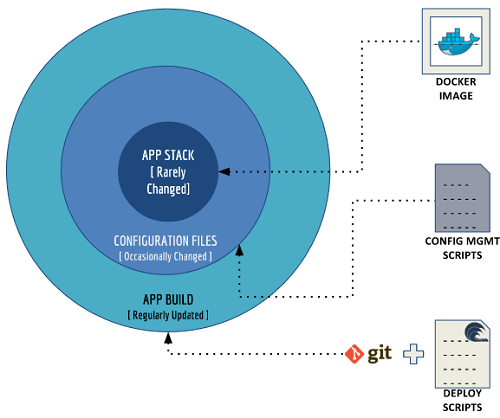 APP STACK
[ Rarely
Changed]
CONFIGURATION FILES
[ Occasionally Changed ]
APP BUILD
[ Regularly Updated ]
DOCKER
IMAGE
CONFIG MGMT
SCRIPTS
git
DEPLOY
SCRIPTS